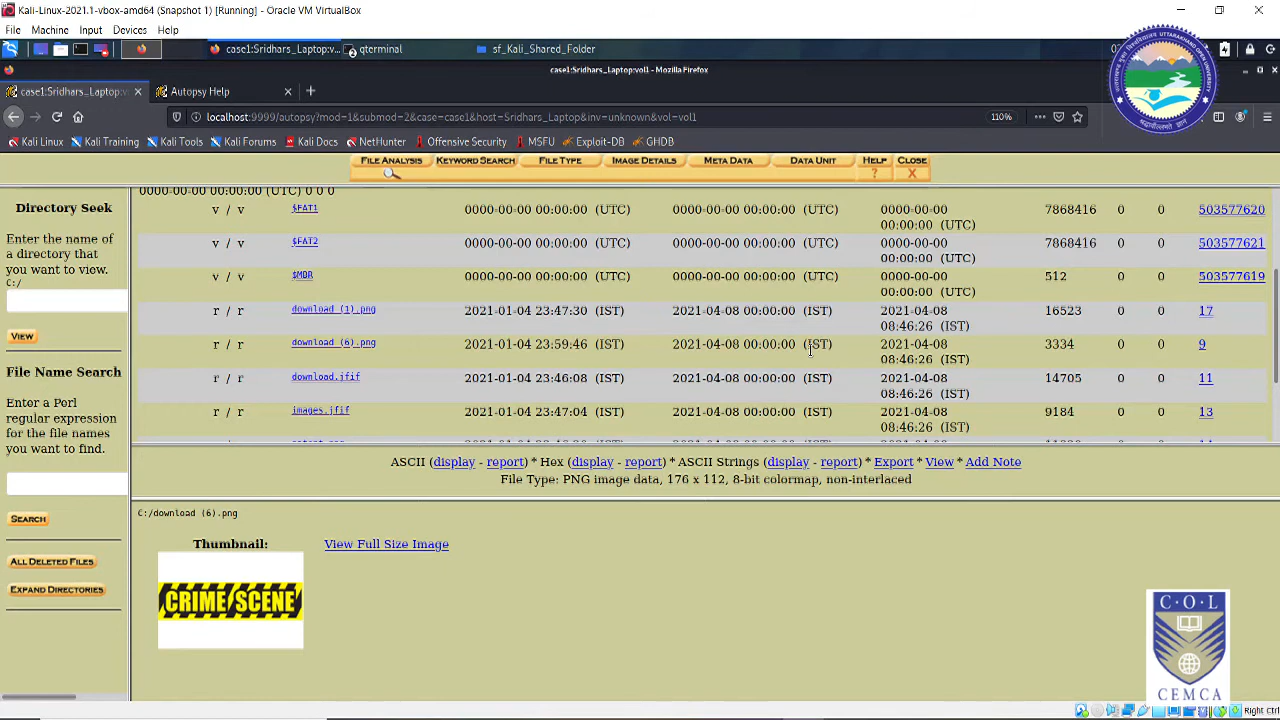 Kali-Linux-2021.1-vbox-amd64 (Snapshot 1) [Running] - Oracle VM VirtualBox
File Machine Input Devices Help
case1:Sridhars_Laptop:v... 2 qterminal sf_Kali_Shared_Folder
case1:Sridhars_Laptop:vol1 - Mozilla Firefox
case1:Sridhars_Laptop:v Autopsy Help
localhost:9999/autopsy?mod=1&submod=2&case=case1&host=Sridhars_Laptop&inv=unknown&vol=vol1 110%
Kali Linux Kali Training Kali Tools Kali Forums Kali Docs NetHunter Offensive Security MSFU Exploit-DB GHDB
FILE ANALYSIS KEYWORD SEARCH FILE TYPE IMAGE DETAILS META DATA DATA UNIT HELP CLOSE
? X
Directory Seek
Enter the name of
a directory that
you want to view.
C:/
VIEW
File Name Search
Enter a Perl
regular expression
for the file names
you want to find.
SEARCH
ALL DELETED FILES
EXPAND DIRECTORIES
0000-00-00 00:00:00 (UTC) 0 0 0
v / v $FAT1 0000-00-00 00:00:00 (UTC) 0000-00-00 00:00:00 (UTC) 0000-00-00 7868416 0 0 503577620
00:00:00 (UTC)
v / v $FAT2 0000-00-00 00:00:00 (UTC) 0000-00-00 00:00:00 (UTC) 0000-00-00 7868416 0 0 503577621
00:00:00 (UTC)
v / v $MBR 0000-00-00 00:00:00 (UTC) 0000-00-00 00:00:00 (UTC) 0000-00-00 512 0 0 503577619
00:00:00 (UTC)
r / r download (1).png 2021-01-04 23:47:30 (IST) 2021-04-08 00:00:00 (IST) 2021-04-08 16523 0 0 17
08:46:26 (IST)
r / r download (6).png 2021-01-04 23:59:46 (IST) 2021-04-08 00:00:00 (IST) 2021-04-08 3334 0 0 9
08:46:26 (IST)
r / r download.jfif 2021-01-04 23:46:08 (IST) 2021-04-08 00:00:00 (IST) 2021-04-08 14705 0 0 11
08:46:26 (IST)
r / r images.jfif 2021-01-04 23:47:04 (IST) 2021-04-08 00:00:00 (IST) 2021-04-08 9184 0 0 13
08:46:26 (IST)
ASCII (display - report) * Hex (display - report) * ASCII Strings (display - report) * Export * View * Add Note
File Type: PNG image data, 176 x 112, 8-bit colormap, non-interlaced
C:/download (6).png
Thumbnail: View Full Size Image
CRIME SCENE
C·O·L
CEMCA
Right Ctrl